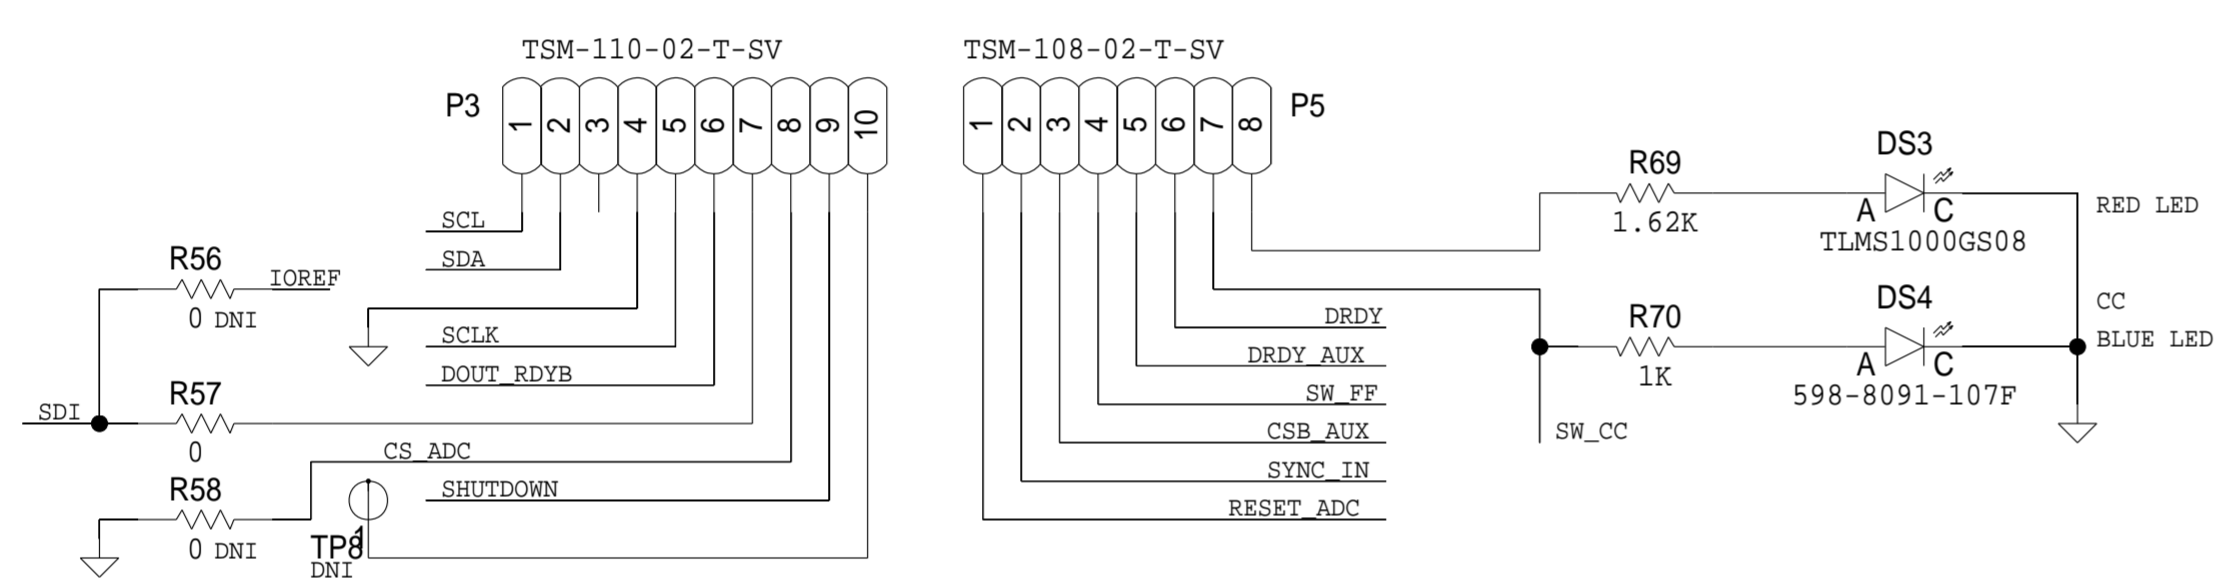 TSM-110-02-T-SV
TSM-108-02-T-SV
P3
1 2 3 4 5 6 7 8 9 10
1 2 3 4 5 6 7 8
P5
SCL
SDA
R56
IOREF
0 DNI
SCLK
DOUT_RDYB
R57
SDI
0
CS_ADC
R58
SHUTDOWN
0 DNI
1
TP8
DNI
DRDY
DRDY_AUX
SW_FF
CSB_AUX
SYNC_IN
RESET_ADC
SW_CC
R69
1.62K
DS3
A C
TLMS1000GS08
RED LED
R70
1K
DS4
A C
598-8091-107F
CC
BLUE LED